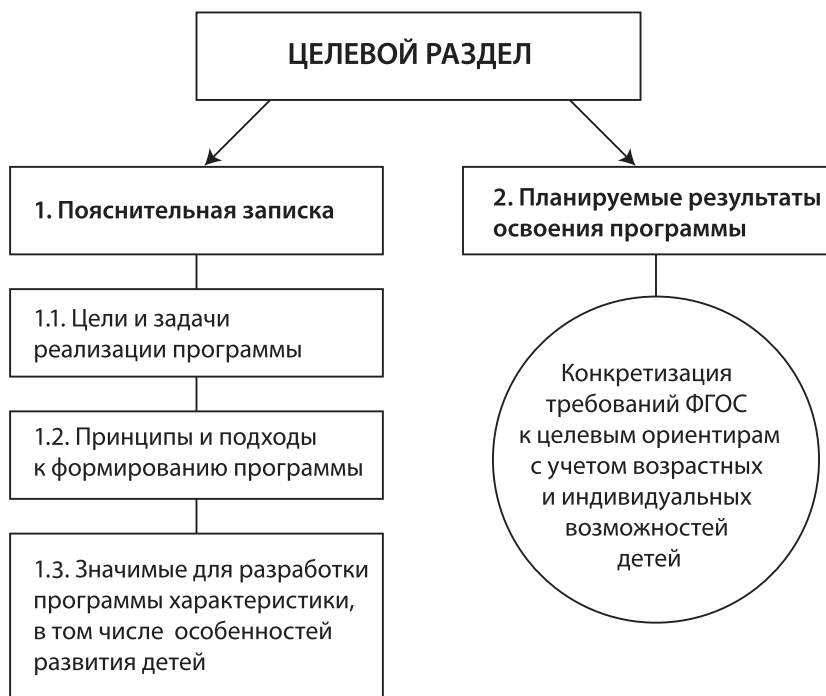 ЦЕЛЕВОЙ РАЗДЕЛ
1. Пояснительная записка
1.1. Цели и задачи
реализации программы
1.2. Принципы и подходы
к формированию программы
1.3. Значимые для разработки
программы характеристики,
в том числе особенностей
развития детей
2. Планируемые результаты
освоения программы
Конкретизация
требований ФГОС
к целевым ориентирам
с учетом возрастных
и индивидуальных
возможностей
детей